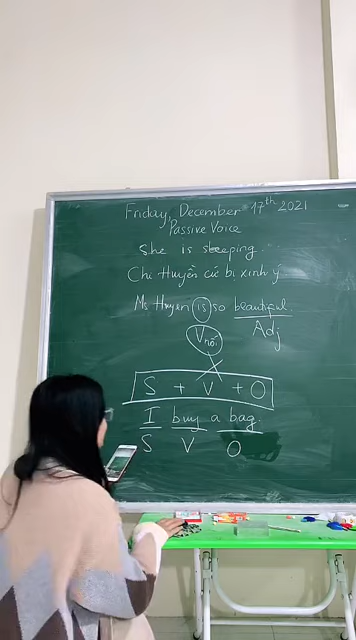 Friday, December 17th 2021
Passive Voice
She is sleeping.
Chị Huyền cứ bị xinh ý
Ms Huyen is so beautiful.
Vnối
Adj
S + V + O
I buy a bag.
S V O